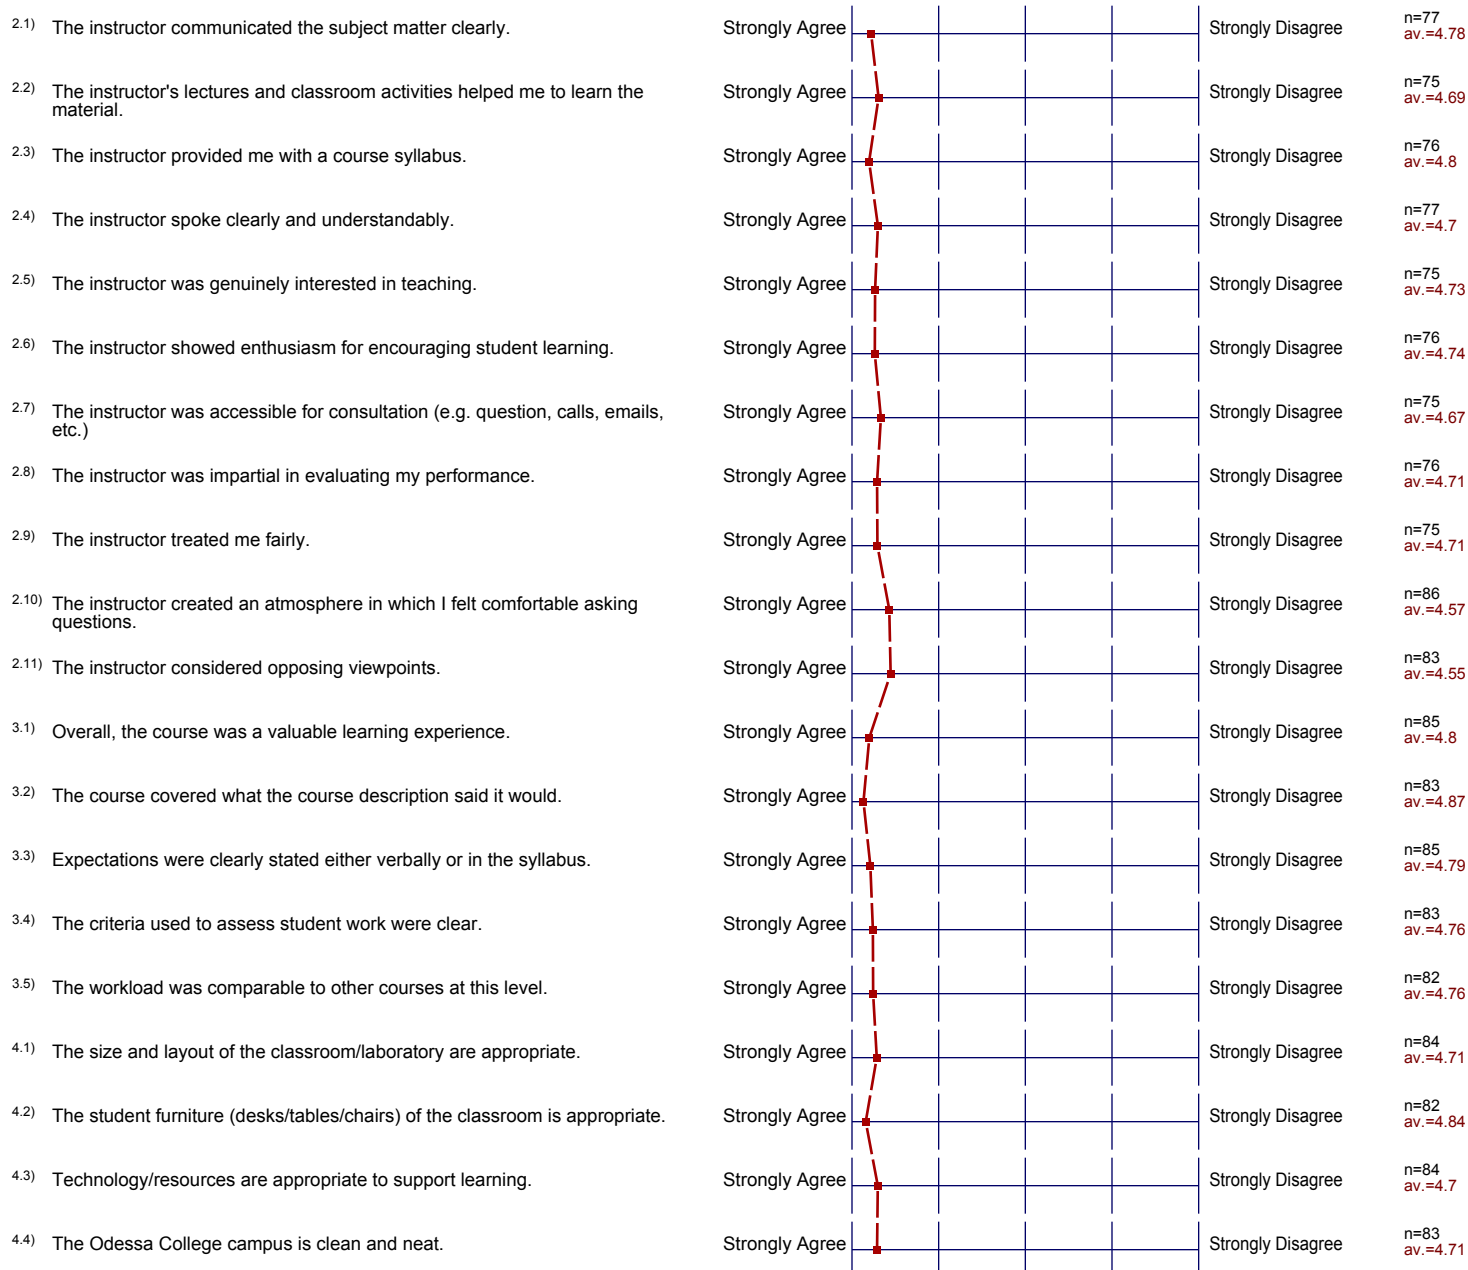 2.1) The instructor communicated the subject matter clearly. Strongly Agree Strongly Disagree n=77
av.=4.78
2.2) The instructor's lectures and classroom activities helped me to learn the Strongly Agree Strongly Disagree n=75
material. av.=4.69
2.3) The instructor provided me with a course syllabus. Strongly Agree Strongly Disagree n=76
av.=4.8
2.4) The instructor spoke clearly and understandably. Strongly Agree Strongly Disagree n=77
av.=4.7
2.5) The instructor was genuinely interested in teaching. Strongly Agree Strongly Disagree n=75
av.=4.73
2.6) The instructor showed enthusiasm for encouraging student learning. Strongly Agree Strongly Disagree n=76
av.=4.74
2.7) The instructor was accessible for consultation (e.g. question, calls, emails, Strongly Agree Strongly Disagree n=75
etc.) av.=4.67
2.8) The instructor was impartial in evaluating my performance. Strongly Agree Strongly Disagree n=76
av.=4.71
2.9) The instructor treated me fairly. Strongly Agree Strongly Disagree n=75
av.=4.71
2.10) The instructor created an atmosphere in which I felt comfortable asking Strongly Agree Strongly Disagree n=86
questions. av.=4.57
2.11) The instructor considered opposing viewpoints. Strongly Agree Strongly Disagree n=83
av.=4.55
3.1) Overall, the course was a valuable learning experience. Strongly Agree Strongly Disagree n=85
av.=4.8
3.2) The course covered what the course description said it would. Strongly Agree Strongly Disagree n=83
av.=4.87
3.3) Expectations were clearly stated either verbally or in the syllabus. Strongly Agree Strongly Disagree n=85
av.=4.79
3.4) The criteria used to assess student work were clear. Strongly Agree Strongly Disagree n=83
av.=4.76
3.5) The workload was comparable to other courses at this level. Strongly Agree Strongly Disagree n=82
av.=4.76
4.1) The size and layout of the classroom/laboratory are appropriate. Strongly Agree Strongly Disagree n=84
av.=4.71
4.2) The student furniture (desks/tables/chairs) of the classroom is appropriate. Strongly Agree Strongly Disagree n=82
av.=4.84
4.3) Technology/resources are appropriate to support learning. Strongly Agree Strongly Disagree n=84
av.=4.7
4.4) The Odessa College campus is clean and neat. Strongly Agree Strongly Disagree n=83
av.=4.71